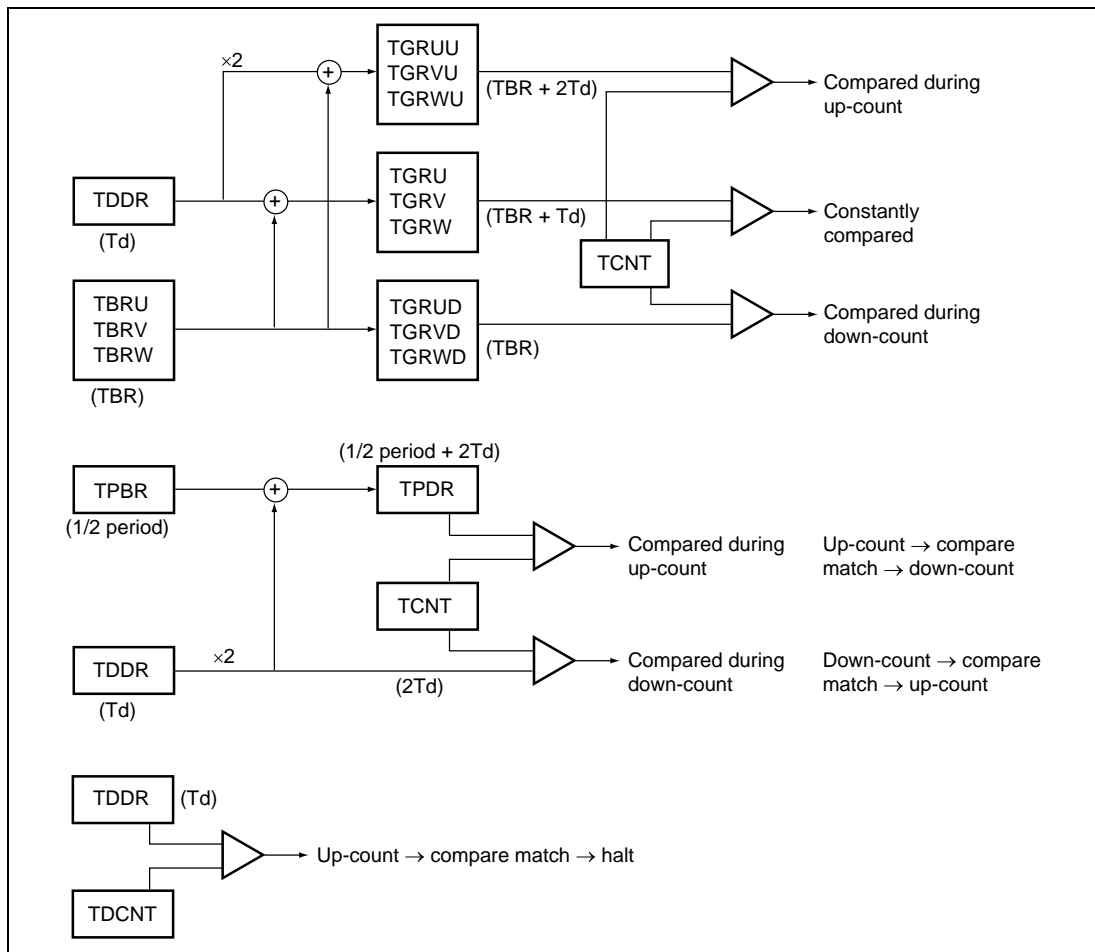 ×2
+
TGRUU
TGRVU
TGRWU
(TBR + 2Td)
Compared during
up-count
TDDR
(Td)
+
TGRU
TGRV
TGRW
(TBR + Td)
Constantly
compared
TCNT
TBRU
TBRV
TBRW
(TBR)
TGRUD
TGRVD
TGRWD
(TBR)
Compared during
down-count
(1/2 period + 2Td)
TPBR
(1/2 period)
+
TPDR
Compared during
up-count
Up-count → compare
match → down-count
TCNT
TDDR
(Td)
×2
(2Td)
Compared during
down-count
Down-count → compare
match → up-count
TDDR
(Td)
Up-count → compare match → halt
TDCNT